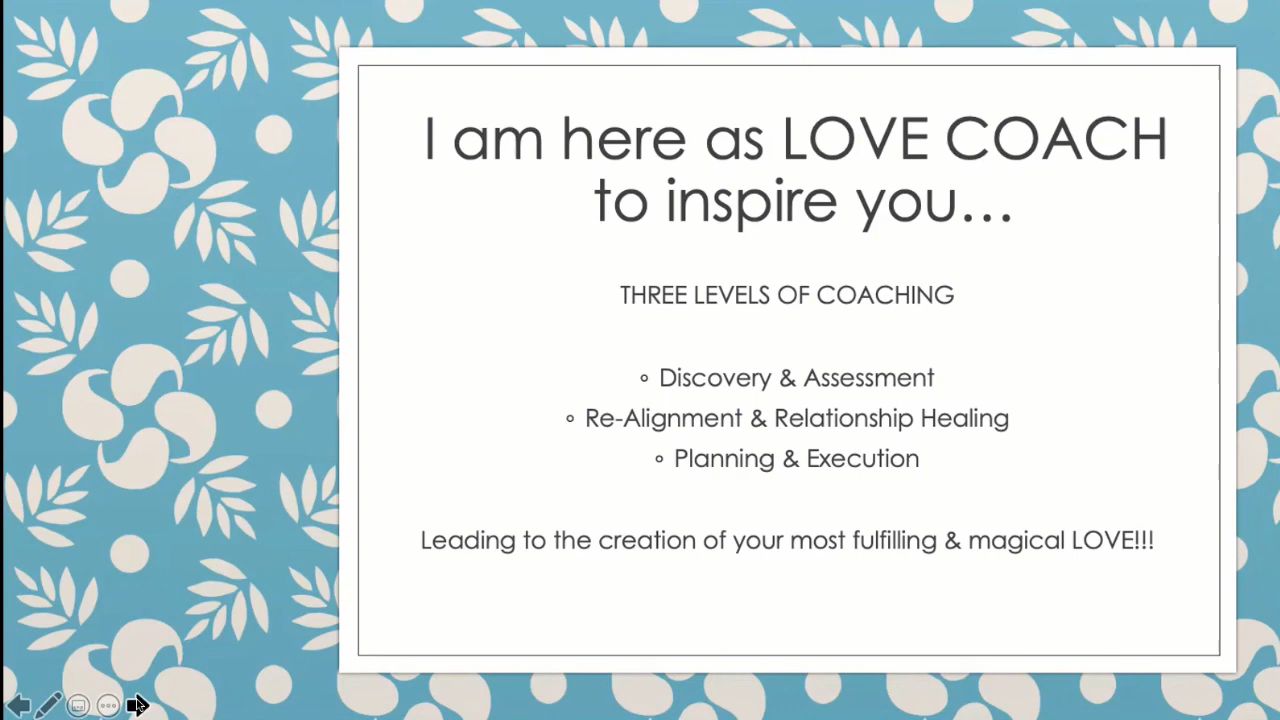 I am here as LOVE COACH
to inspire you...
THREE LEVELS OF COACHING
◦ Discovery & Assessment
◦ Re-Alignment & Relationship Healing
◦ Planning & Execution
Leading to the creation of your most fulfilling & magical LOVE!!!